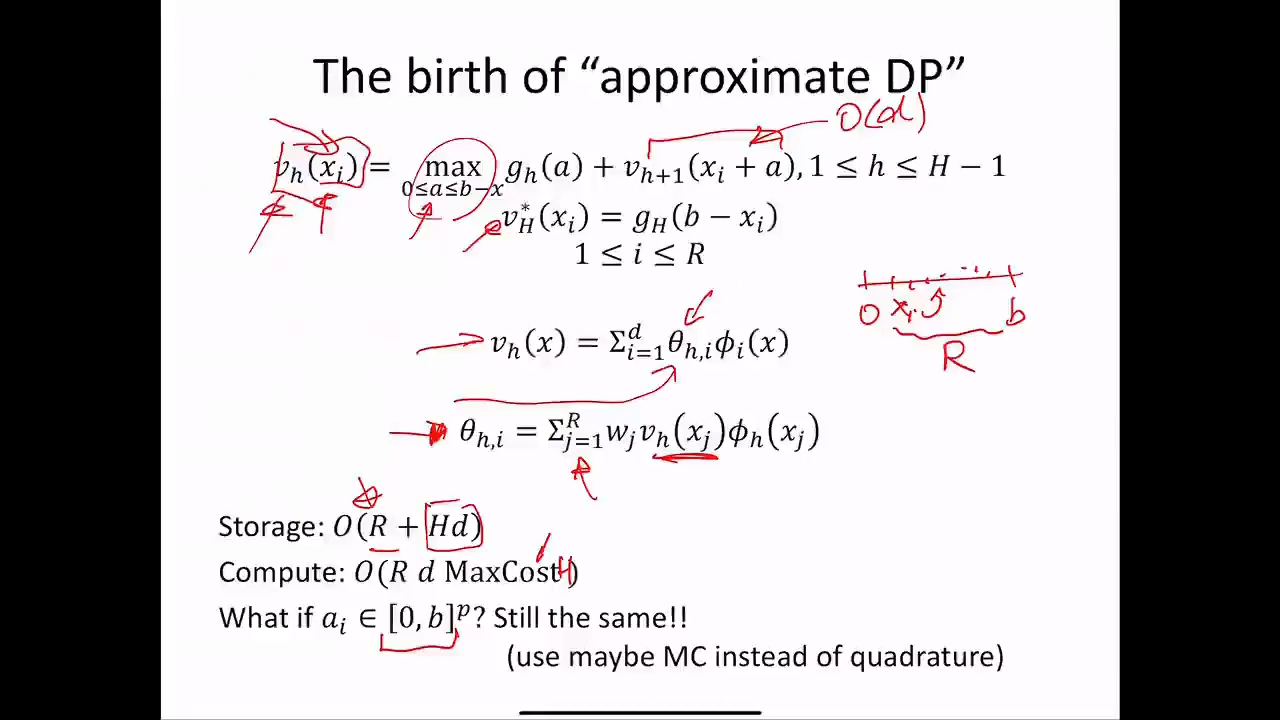 The birth of “approximate DP”
O(d)
v_h(x_i) = max_{0≤a≤b−x} g_h(a) + v_{h+1}(x_i + a), 1 ≤ h ≤ H − 1
v_H^*(x_i) = g_H(b − x_i)
1 ≤ i ≤ R
0 x_i b
R
v_h(x) = Σ_{i=1}^d θ_{h,i} ϕ_i(x)
θ_{h,i} = Σ_{j=1}^R w_j v_h(x_j) ϕ_h(x_j)
Storage: O(R + Hd)
Compute: O(R d MaxCost H)
What if a_i ∈ [0, b]^p? Still the same!!
(use maybe MC instead of quadrature)